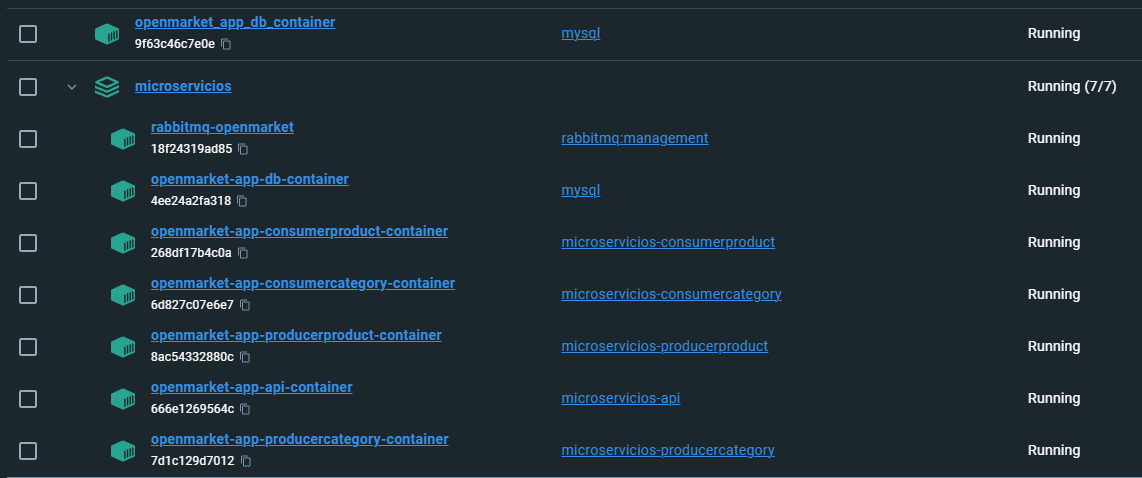 openmarket_app_db_container
9f63c46c7e0e
mysql
Running
microservicios
Running (7/7)
rabbitmq-openmarket
18f24319ad85
rabbitmq:management
Running
openmarket-app-db-container
4ee24a2fa318
mysql
Running
openmarket-app-consumerproduct-container
268df17b4c0a
microservicios-consumerproduct
Running
openmarket-app-consumercategory-container
6d827c07e6e7
microservicios-consumercategory
Running
openmarket-app-producerproduct-container
8ac54332880c
microservicios-producerproduct
Running
openmarket-app-api-container
666e1269564c
microservicios-api
Running
openmarket-app-producercategory-container
7d1c129d7012
microservicios-producercategory
Running